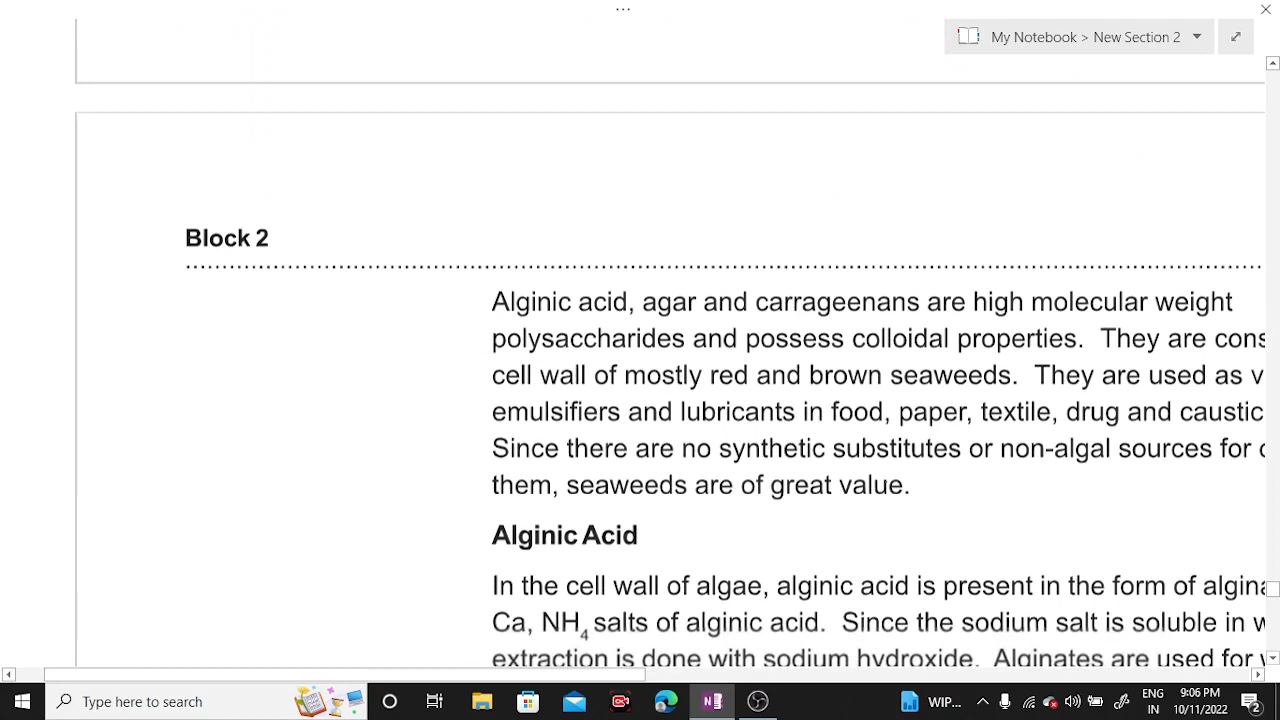 ...
My Notebook > New Section 2
Block 2
Alginic acid, agar and carrageenans are high molecular weight
polysaccharides and possess colloidal properties. They are cons
cell wall of mostly red and brown seaweeds. They are used as v
emulsifiers and lubricants in food, paper, textile, drug and caustic
Since there are no synthetic substitutes or non-algal sources for
them, seaweeds are of great value.
Alginic Acid
In the cell wall of algae, alginic acid is present in the form of algina
Ca, NH₄ salts of alginic acid. Since the sodium salt is soluble in w
extraction is done with sodium hydroxide. Alginates are used for
Type here to search
WIP...
ENG
IN
9:06 PM
10/11/2022
2